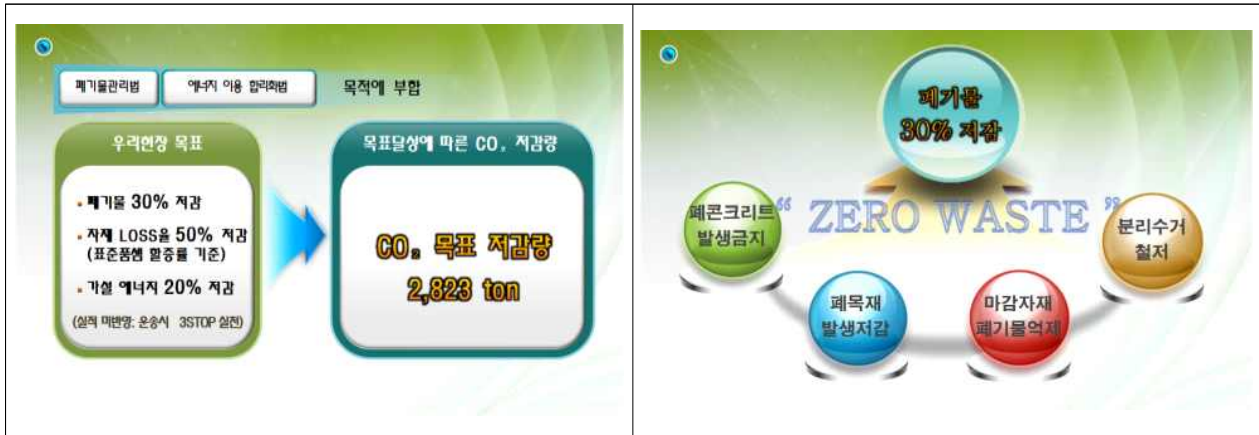 폐기물관리법
에너지 이용 합리화법
목적에 부합
우리현장 목표
▪ 폐기물 30% 저감
▪ 자재 LOSS율 50% 저감
(표준품셈 할증률 기준)
▪ 가설 에너지 20% 저감
(실적 미반영: 운송시 3STOP 실천)
목표달성에 따른 CO₂ 저감량
CO₂ 목표 저감량
2,823 ton
폐기물
30% 저감
“ ZERO WASTE ”
폐콘크리트
발생금지
폐목재
발생저감
마감자재
폐기물억제
분리수거
철저